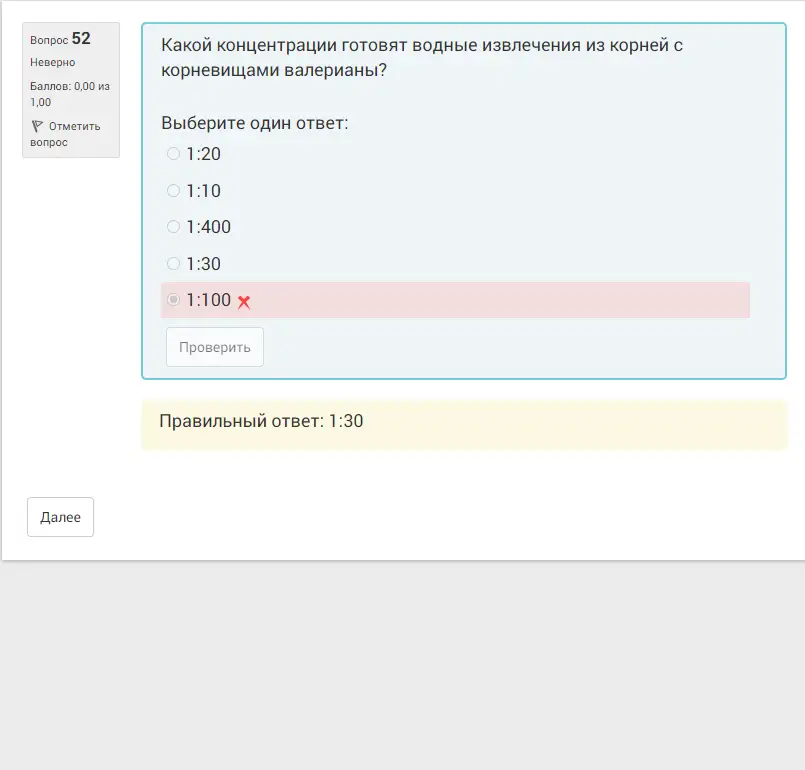 Вопрос 52
Неверно
Баллов: 0,00 из
1,00
Отметить
вопрос
Какой концентрации готовят водные извлечения из корней с
корневищами валерианы?
Выберите один ответ:
1:20
1:10
1:400
1:30
1:100
Проверить
Правильный ответ: 1:30
Далее